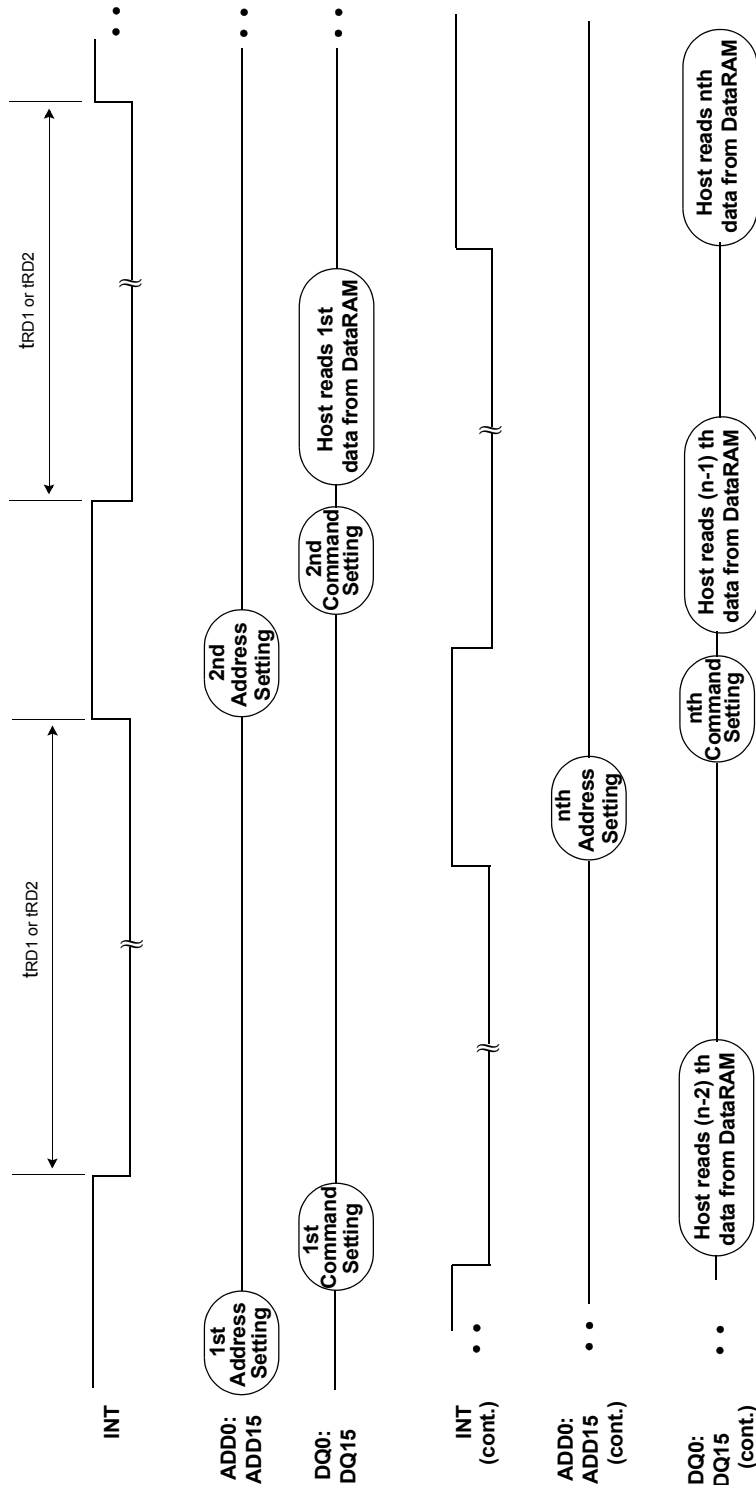 tRD1 or tRD2
tRD1 or tRD2
INT
ADD0:
ADD15
1st
Address
Setting
2nd
Address
Setting
DQ0:
DQ15
1st
Command
Setting
2nd
Command
Setting
Host reads 1st
data from DataRAM
INT
(cont.)
ADD0:
ADD15
(cont.)
nth
Address
Setting
DQ0:
DQ15
(cont.)
Host reads (n-2) th
data from DataRAM
nth
Command
Setting
Host reads (n-1) th
data from DataRAM
Host reads nth
data from DataRAM